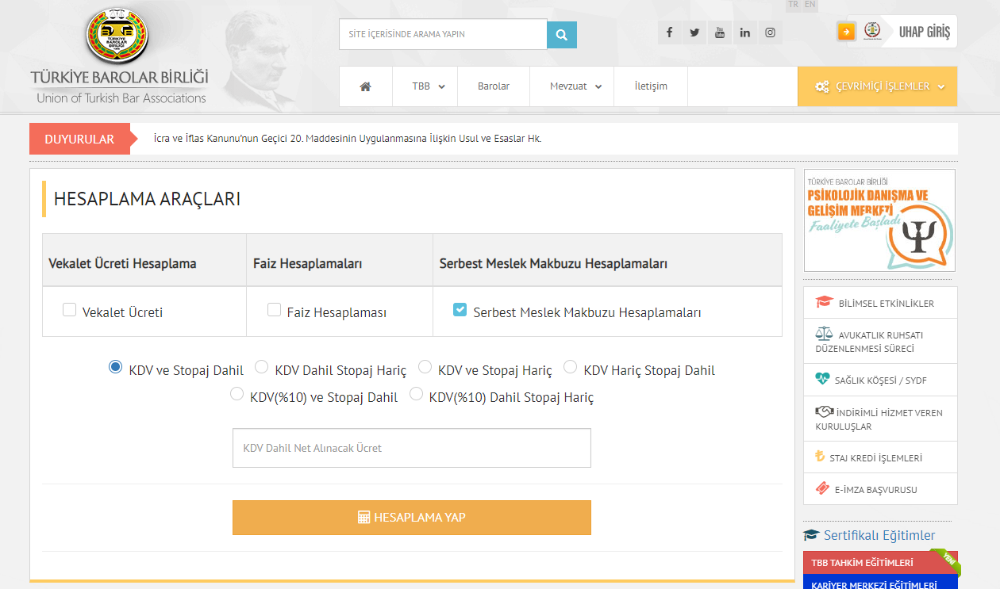 TR EN
TÜRKİYE BAROLAR BİRLİĞİ
TÜRKİYE BAROLAR BİRLİĞİ
Union of Turkish Bar Associations
SİTE İÇERİSİNDE ARAMA YAPIN
UHAP GİRİŞ
TBB
Barolar
Mevzuat
İletişim
ÇEVRİMİÇİ İŞLEMLER
DUYURULAR
İcra ve İflas Kanunu'nun Geçici 20. Maddesinin Uygulanmasına İlişkin Usul ve Esaslar Hk.
HESAPLAMA ARAÇLARI
Vekalet Ücreti Hesaplama
Faiz Hesaplamaları
Serbest Meslek Makbuzu Hesaplamaları
Vekalet Ücreti
Faiz Hesaplaması
Serbest Meslek Makbuzu Hesaplamaları
KDV ve Stopaj Dahil
KDV Dahil Stopaj Hariç
KDV ve Stopaj Hariç
KDV Hariç Stopaj Dahil
KDV(%10) ve Stopaj Dahil
KDV(%10) Dahil Stopaj Hariç
KDV Dahil Net Alınacak Ücret
HESAPLAMA YAP
TÜRKİYE BAROLAR BİRLİĞİ
PSİKOLOJİK DANIŞMA VE
GELİŞİM MERKEZİ
Faaliyete Başladı
BİLİMSEL ETKİNLİKLER
AVUKATLIK RUHSATI
DÜZENLENMESİ SÜRECİ
SAĞLIK KÖŞESİ / SYDF
İNDİRİMLİ HİZMET VEREN
KURULUŞLAR
STAJ KREDİ İŞLEMLERİ
E-İMZA BAŞVURUSU
Sertifikalı Eğitimler
TBB TAHKİM EĞİTİMLERİ
YENİ
KARİYER MERKEZİ EĞİTİMLERİ